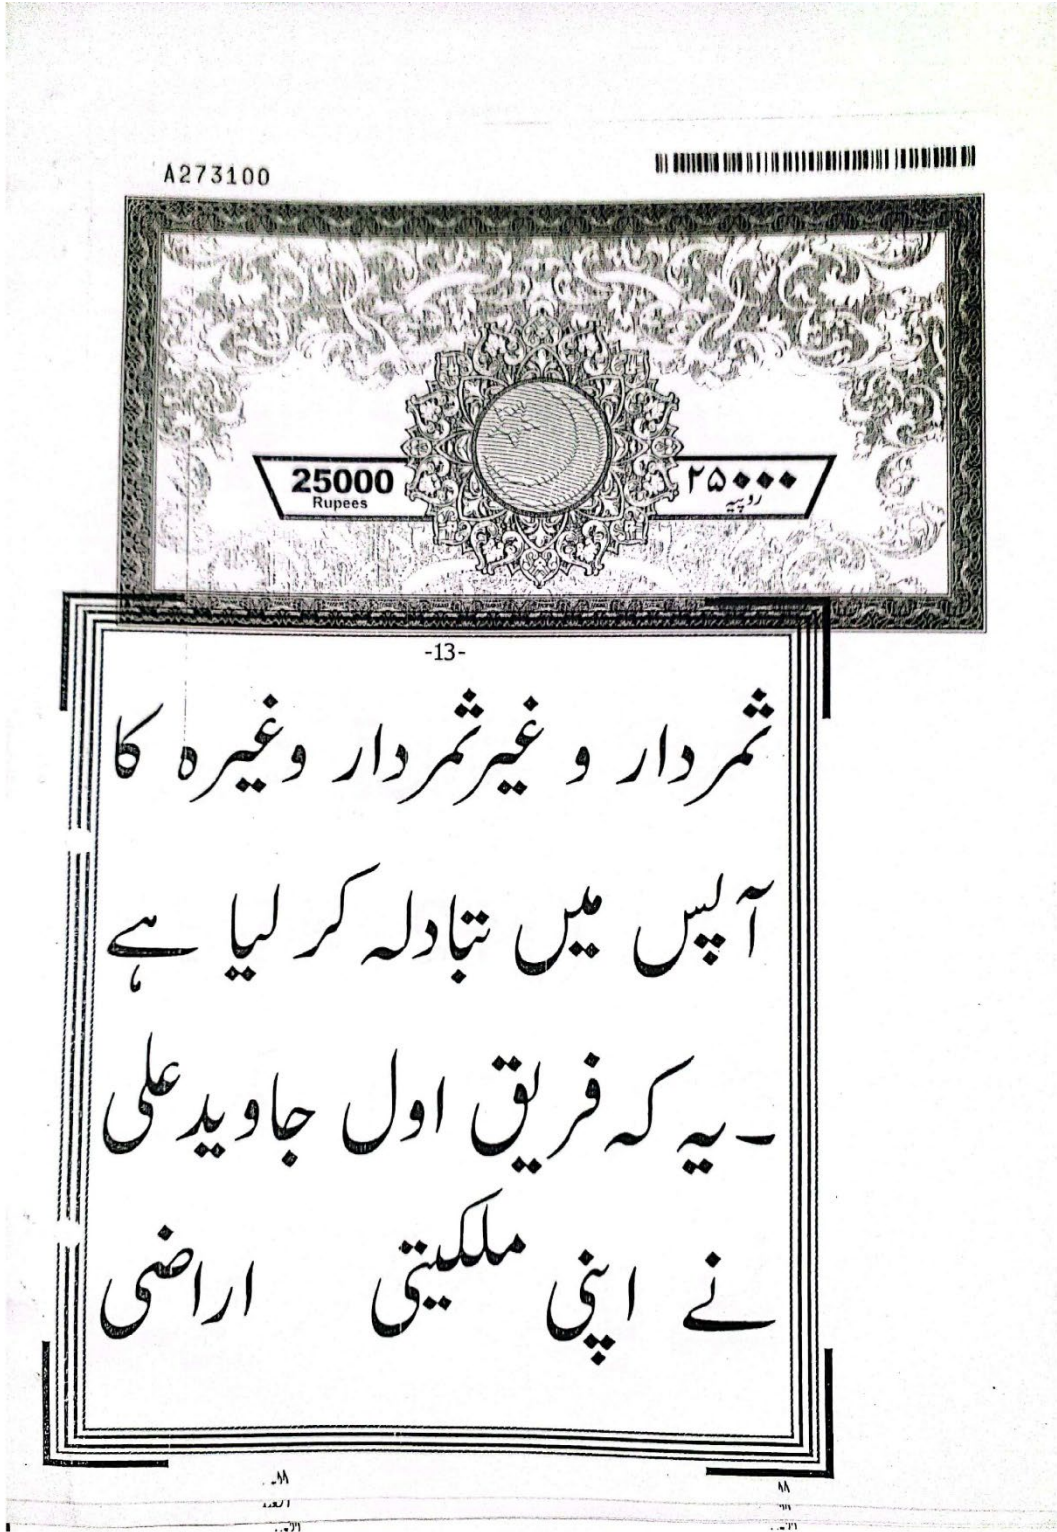 A273100
25000
Rupees
۲۵۰۰۰
روپیہ
-13-
ثمردار و غیرثمردار وغیرہ کا
آپس میں تبادلہ کر لیا ہے
۔یہ کہ فریق اول جاوید علی
نے اپنی ملکیتی اراضی